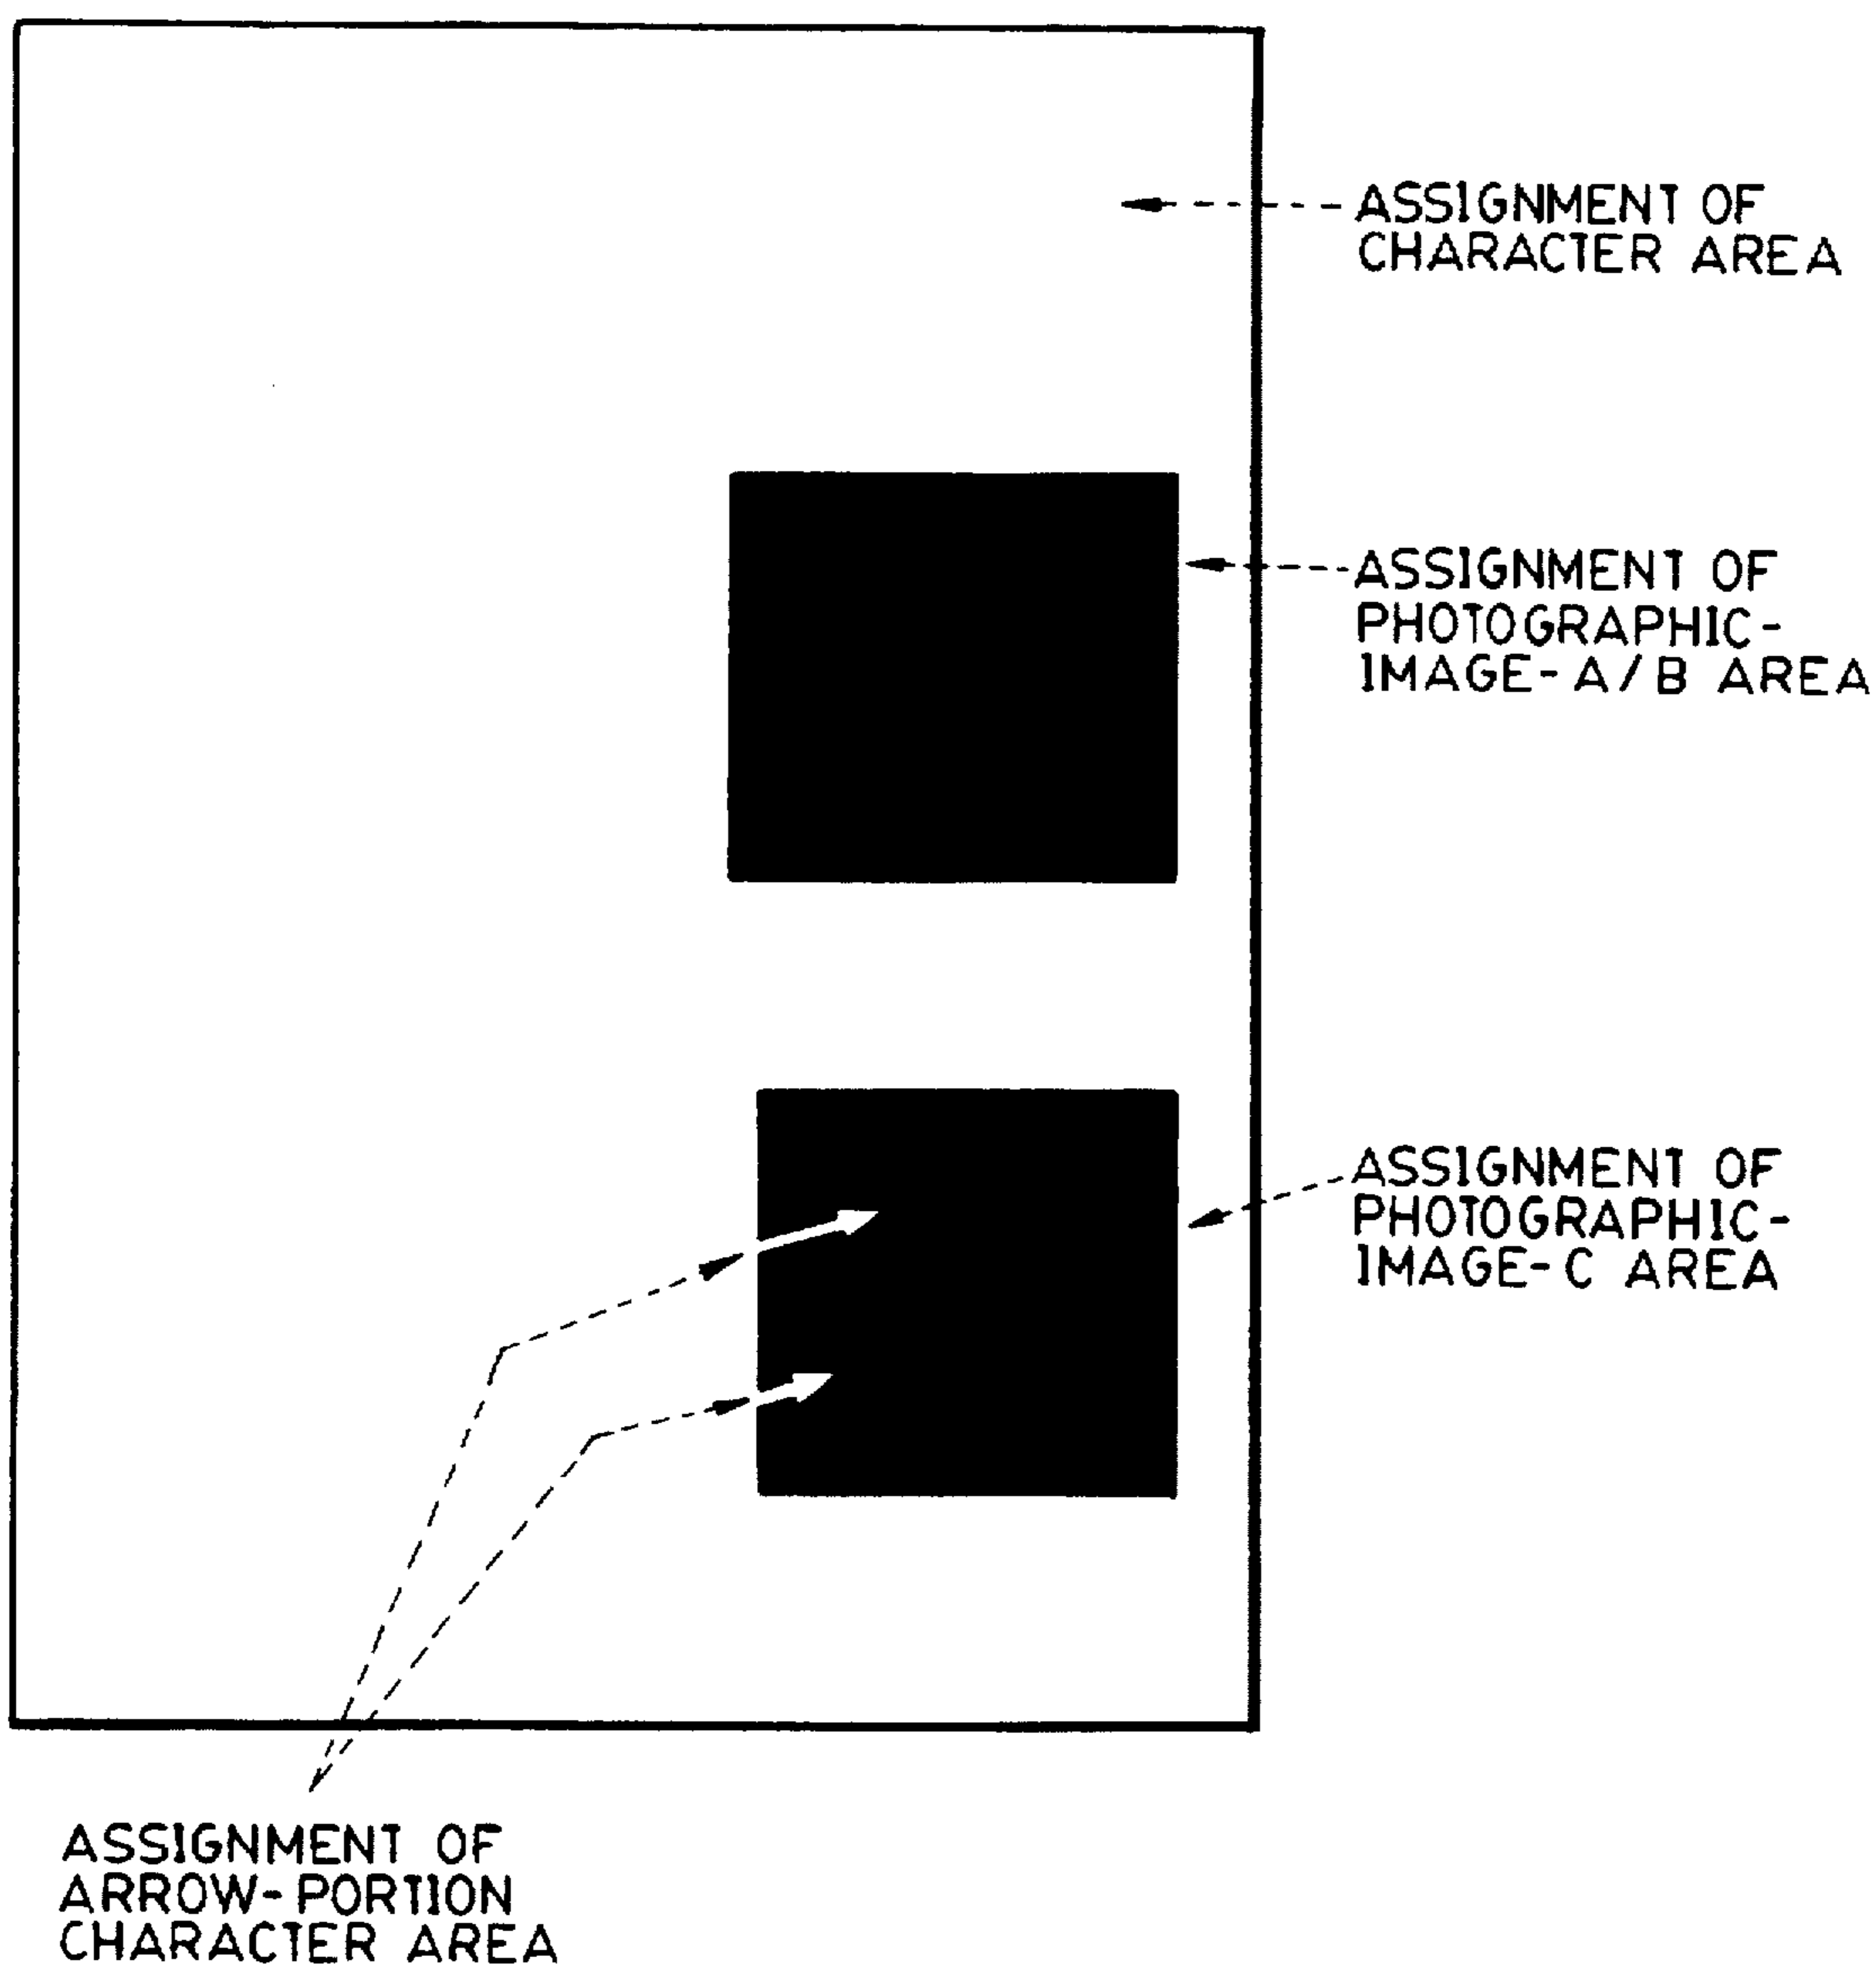 ASSIGNMENT OF
CHARACTER AREA
ASSIGNMENT OF
PHOTOGRAPHIC-
IMAGE-A/B AREA
ASSIGNMENT OF
PHOTOGRAPHIC-
IMAGE-C AREA
ASSIGNMENT OF
ARROW-PORTION
CHARACTER AREA